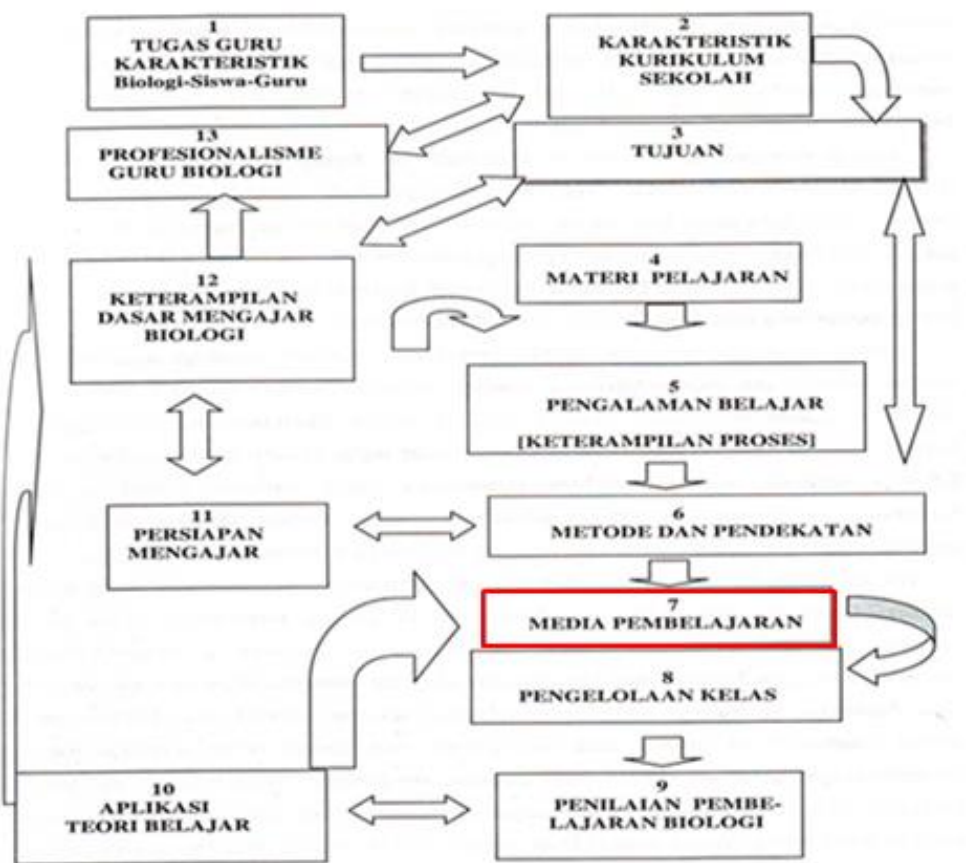 1
TUGAS GURU
KARAKTERISTIK
Biologi-Siswa-Guru
2
KARAKTERISTIK
KURIKULUM
SEKOLAH
13
PROFESIONALISME
GURU BIOLOGI
3
TUJUAN
12
KETERAMPILAN
DASAR MENGAJAR
BIOLOGI
4
MATERI PELAJARAN
5
PENGALAMAN BELAJAR
[KETERAMPILAN PROSES]
11
PERSIAPAN
MENGAJAR
6
METODE DAN PENDEKATAN
7
MEDIA PEMBELAJARAN
8
PENGELOLAAN KELAS
10
APLIKASI
TEORI BELAJAR
9
PENILAIAN PEMBE-
LAJARAN BIOLOGI